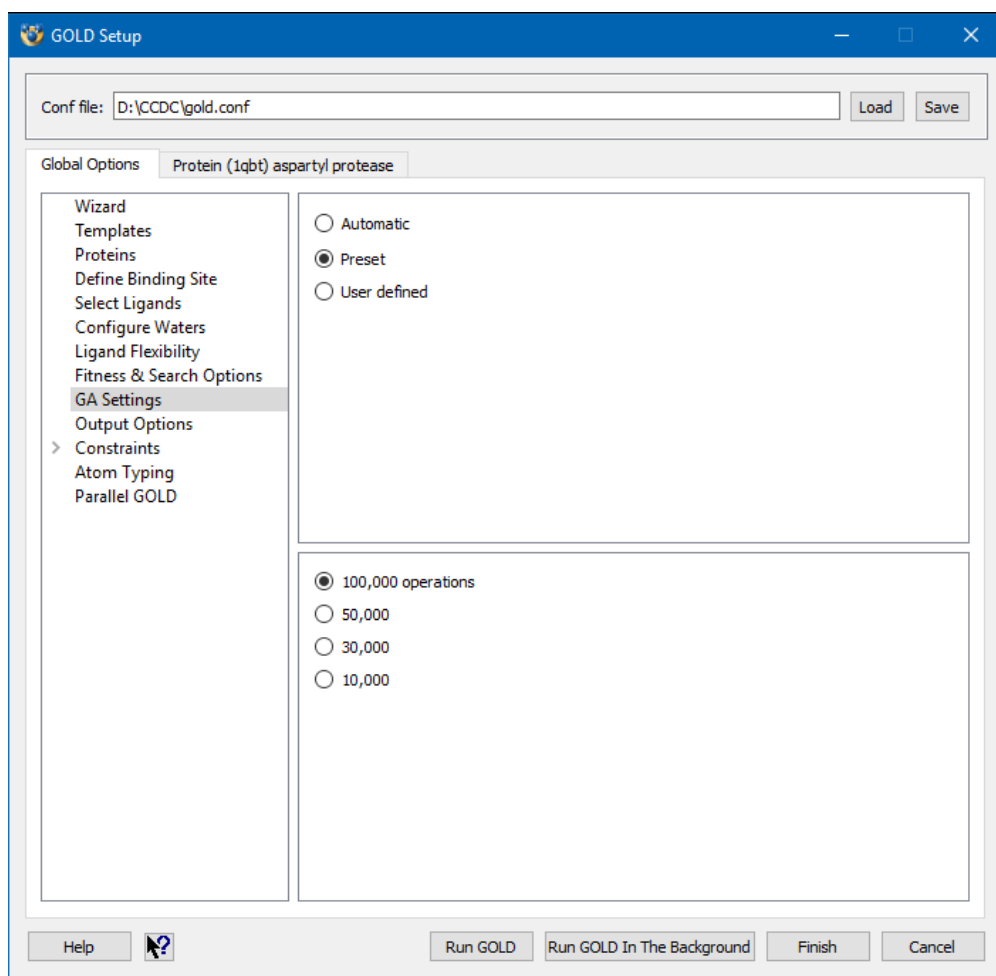 GOLD Setup
Conf file: D:\CCDC\gold.conf Load Save
Global Options Protein (1qbt) aspartyl protease
Wizard
Templates
Proteins
Define Binding Site
Select Ligands
Configure Waters
Ligand Flexibility
Fitness & Search Options
GA Settings
Output Options
Constraints
Atom Typing
Parallel GOLD
Automatic
Preset
User defined
100,000 operations
50,000
30,000
10,000
Help ? Run GOLD Run GOLD In The Background Finish Cancel